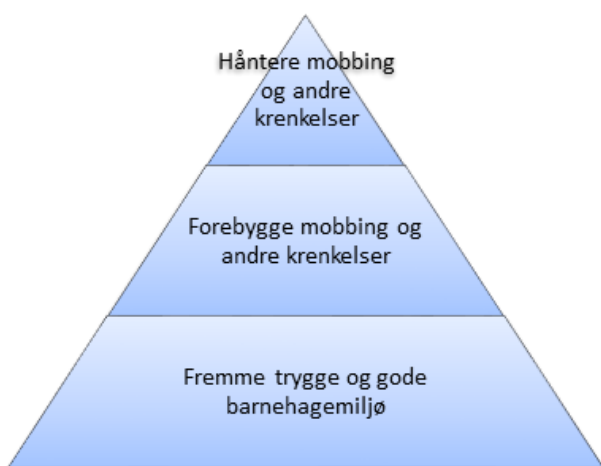 Håntere mobbing
og andre
krenkelser
Forebygge mobbing og
andre krenkelser
Fremme trygge og gode
barnehagemiljø